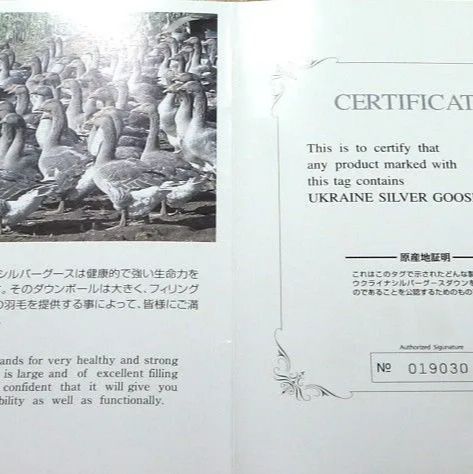 シルバーグースは健康的で強い生命力を
。そのダウンボールは大きく、フィリング
の羽毛を提供する事によって、皆様にご満
ands for very healthy and strong
is large and of excellent filling
confident that it will give you
bility as well as functionally.
CERTIFICAT
This is to certify that
any product marked with
this tag contains
UKRAINE SILVER GOOS
原産地証明
これはこのタグで示されたどんな製
ウクライナシルバーグースダウンを
のであることを公認するためのもの
Authorized Sigunature
№ 019030